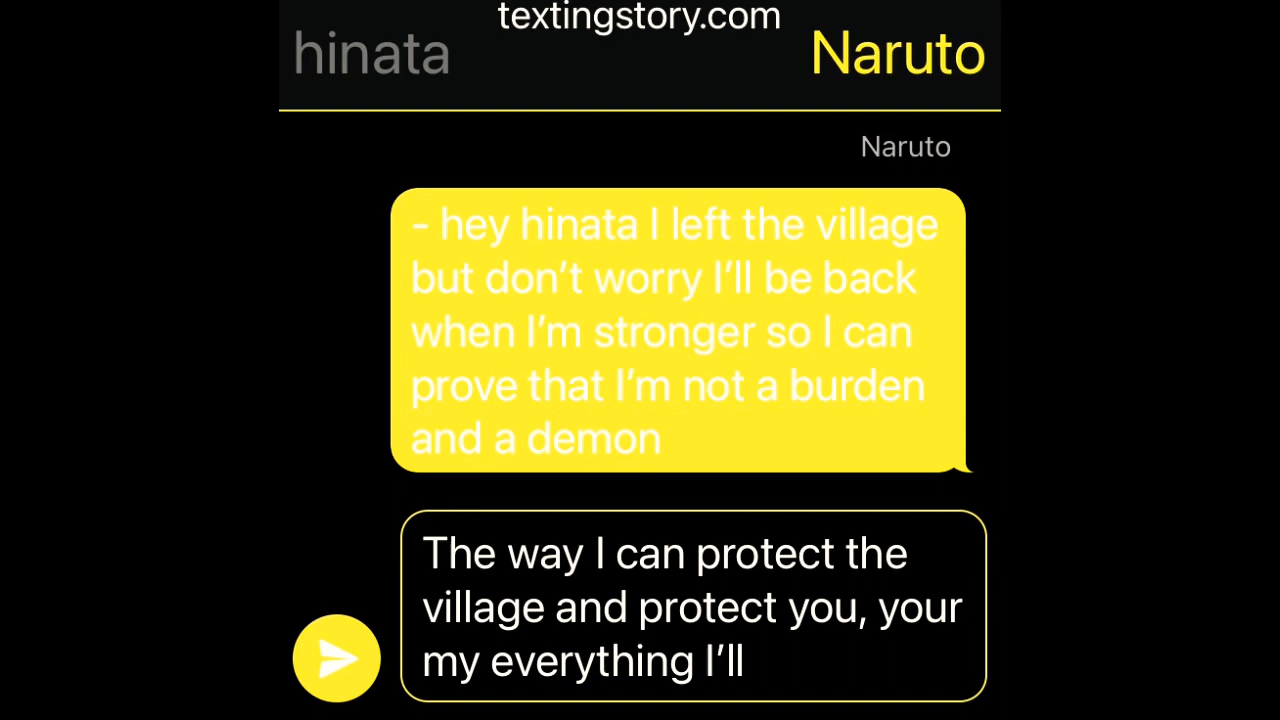 textingstory.com
hinata
Naruto
Naruto
- hey hinata I left the village
but don’t worry I’ll be back
when I’m stronger so I can
prove that I’m not a burden
and a demon
The way I can protect the
village and protect you, your
my everything I’ll